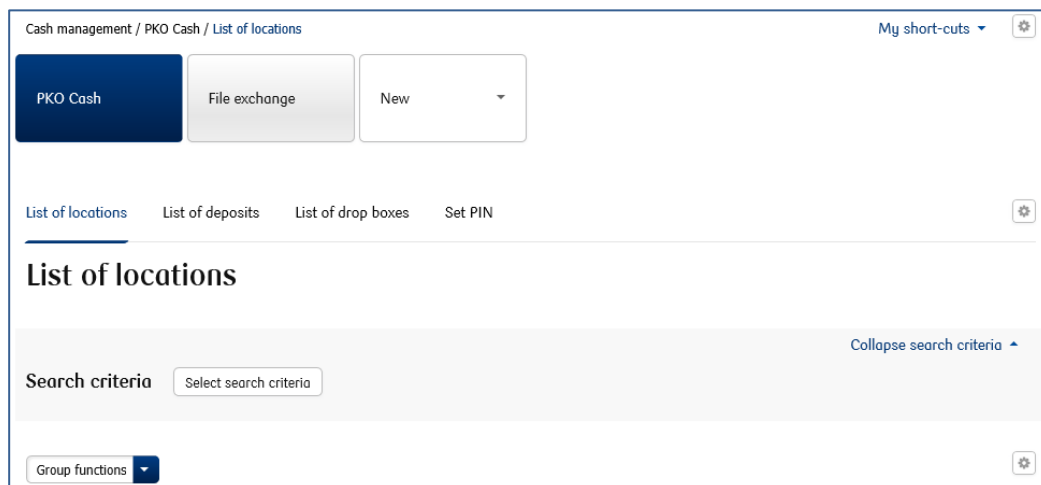 Cash management / PKO Cash / List of locations
My short-cuts
PKO Cash
File exchange
New
List of locations
List of deposits
List of drop boxes
Set PIN
List of locations
Collapse search criteria
Search criteria
Select search criteria
Group functions